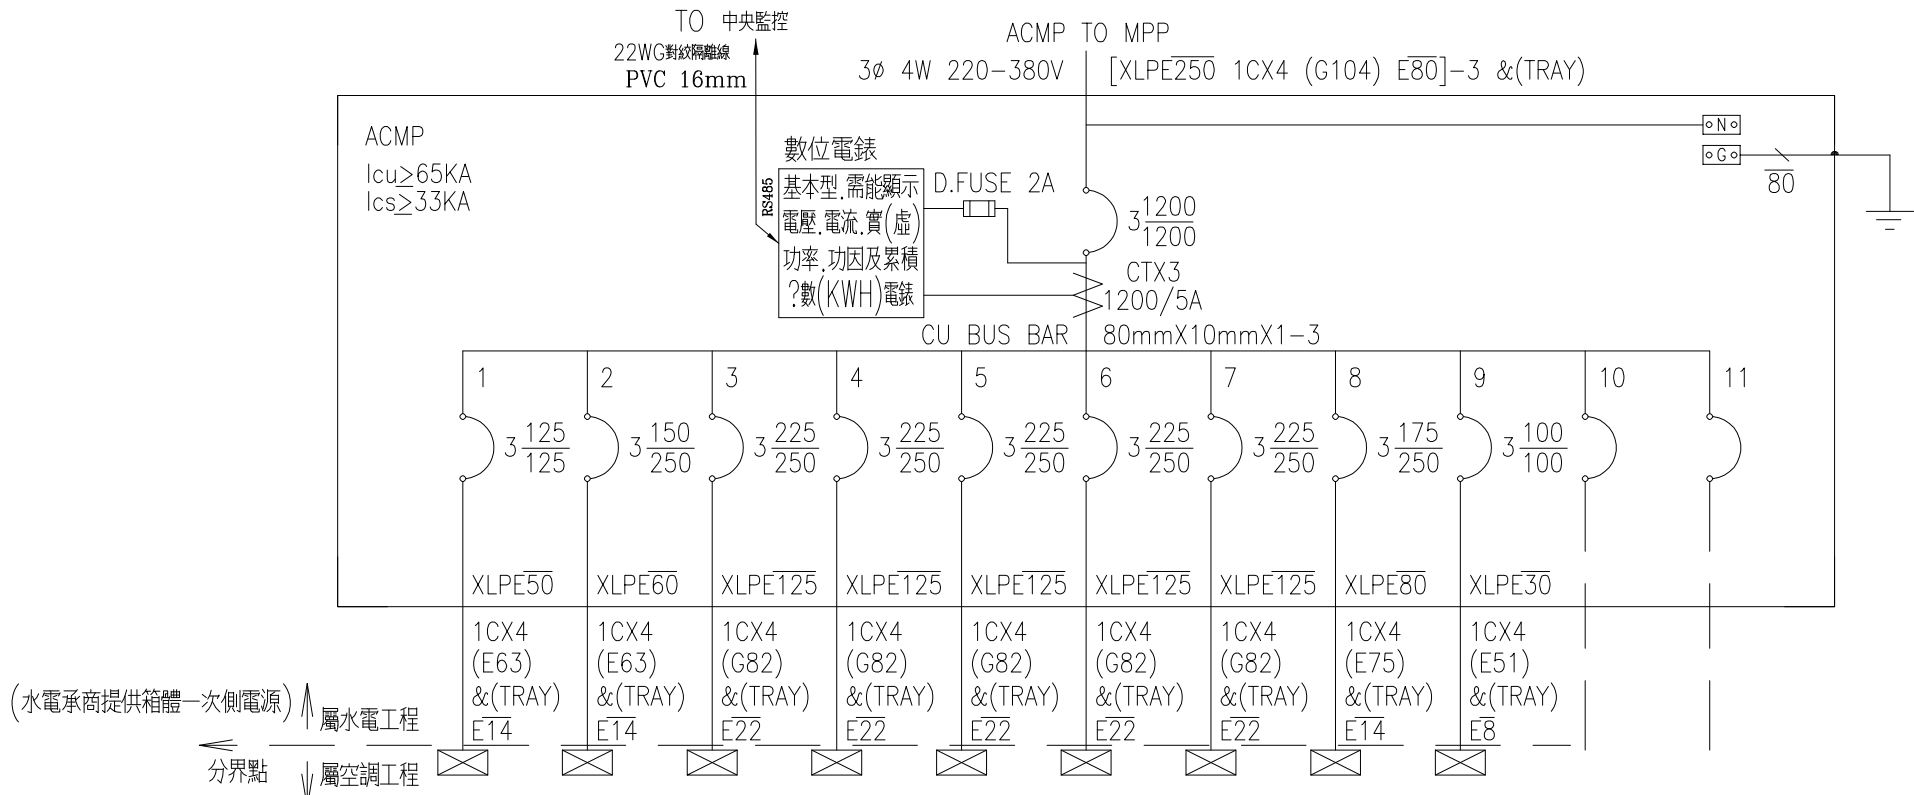 TO 中央監控
22WG對絞隔離線
PVC 16mm
ACMP TO MPP
3ø 4W 220-380V
[XLPE250 1CX4 (G104) E80]-3 &(TRAY)
ACMP
Icu≥65KA
Ics≥33KA
數位電錶
RS485
基本型.需能顯示
電壓.電流.實(虛)
功率.功因及累積
?數(KWH)電錶
D.FUSE 2A
3 1200
1200
CTX3
1200/5A
N
G
80
CU BUS BAR 80mmX10mmX1-3
1 2 3 4 5 6 7 8 9 10 11
3 125 3 150 3 225 3 225 3 225 3 225 3 225 3 175 3 100
125 250 250 250 250 250 250 250 100
XLPE50 XLPE60 XLPE125 XLPE125 XLPE125 XLPE125 XLPE125 XLPE80 XLPE30
1CX4 1CX4 1CX4 1CX4 1CX4 1CX4 1CX4 1CX4 1CX4
(E63) (E63) (G82) (G82) (G82) (G82) (G82) (E75) (E51)
&(TRAY) &(TRAY) &(TRAY) &(TRAY) &(TRAY) &(TRAY) &(TRAY) &(TRAY) &(TRAY)
E14 E14 E22 E22 E22 E22 E22 E14 E8
(水電承商提供箱體一次側電源)
屬水電工程
分界點
屬空調工程